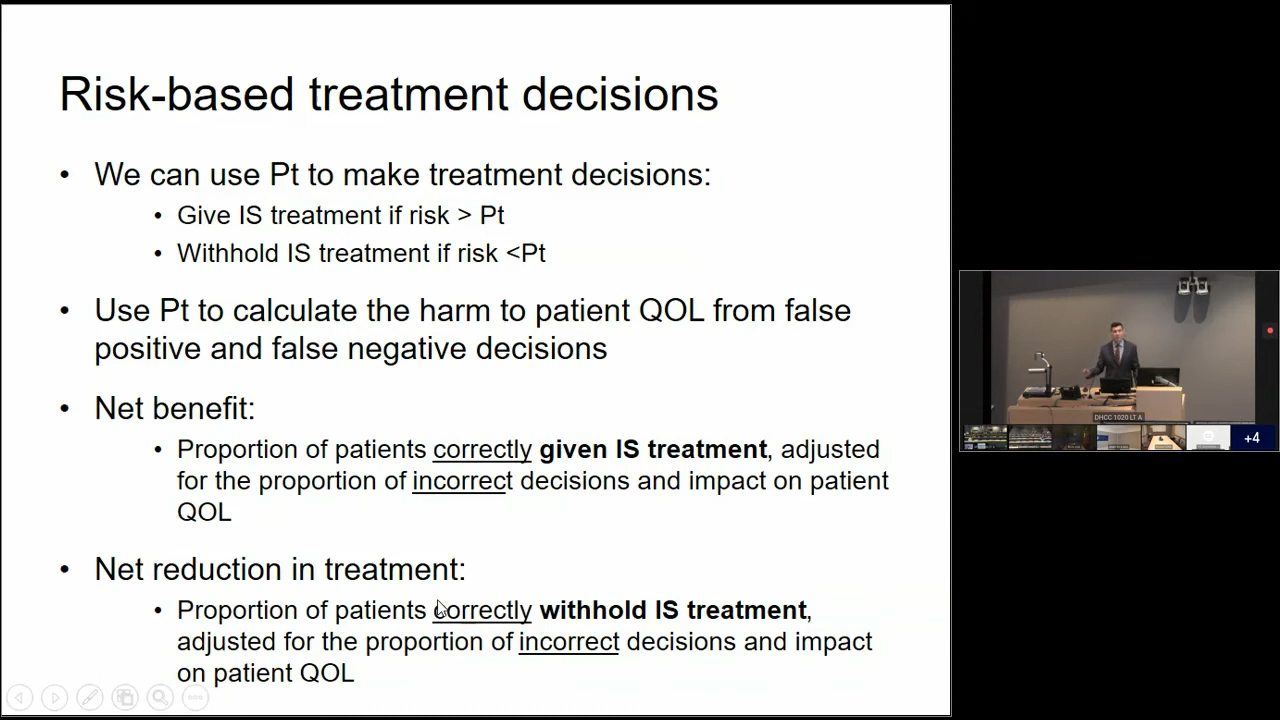 Risk-based treatment decisions
• We can use Pt to make treatment decisions:
• Give IS treatment if risk > Pt
• Withhold IS treatment if risk <Pt
• Use Pt to calculate the harm to patient QOL from false
positive and false negative decisions
• Net benefit:
• Proportion of patients correctly given IS treatment, adjusted
for the proportion of incorrect decisions and impact on patient
QOL
• Net reduction in treatment:
• Proportion of patients correctly withhold IS treatment,
adjusted for the proportion of incorrect decisions and impact
on patient QOL
DHCC 1020 LT A
+4